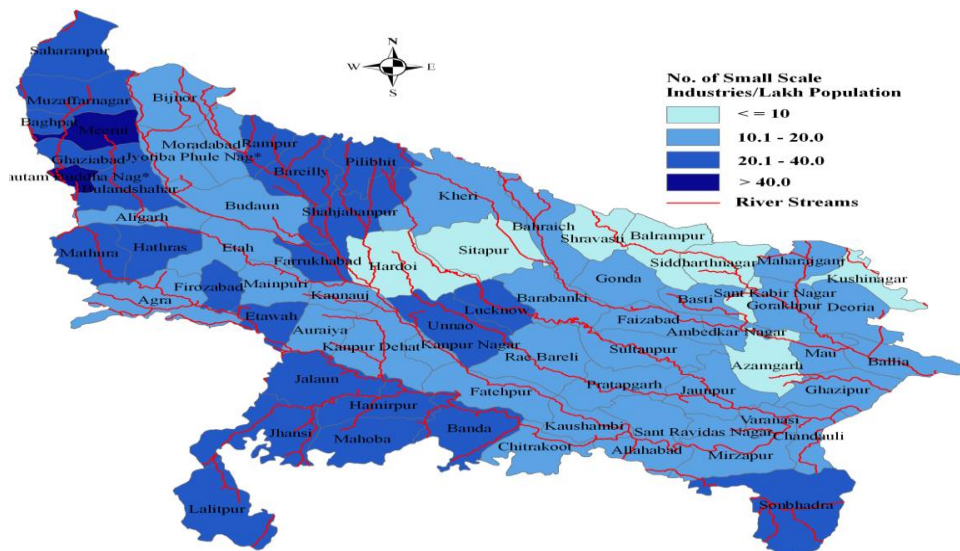 N
W E
S
No. of Small Scale
Industries/Lakh Population
< = 10
10.1 - 20.0
20.1 - 40.0
> 40.0
River Streams
Saharanpur
Muzaffarnagar
Bijnor
Baghpat
Meerut
Moradabad
Rampur
Ghaziabad
Jyotiba Phule Nag*
Bareilly
Pilibhit
utam Buddha Nag*
Bulandshahar
Budaun
Shahjahanpur
Kheri
Aligarh
Bahraich
Shravasti
Balrampur
Mathura
Hathras
Etah
Farrukhabad
Hardoi
Sitapur
Siddharthnagar
Maharajganj
Kushinagar
Firozabad
Mainpuri
Gonda
Basti
Sant Kabir Nagar
Agra
Kannauj
Barabanki
Gorakhpur
Deoria
Etawah
Auraiya
Unnao
Lucknow
Faizabad
Ambedkar Nagar
Kanpur Dehat
Kanpur Nagar
Rae Bareli
Sultanpur
Mau
Ballia
Azamgarh
Jalaun
Fatehpur
Pratapgarh
Jaunpur
Ghazipur
Hamirpur
Jhansi
Mahoba
Banda
Kaushambi
Sant Ravidas Nagar
Varanasi
Chandauli
Chitrakoot
Allahabad
Mirzapur
Lalitpur
Sonbhadra